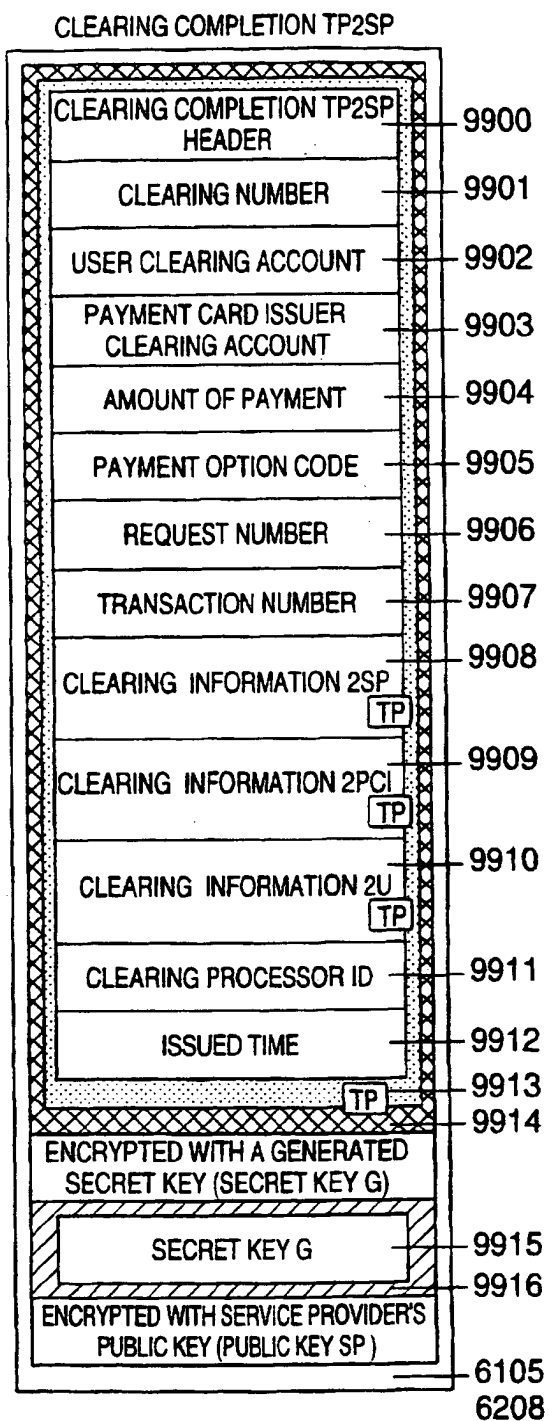 CLEARING COMPLETION TP2SP
CLEARING COMPLETION TP2SP
HEADER
9900
CLEARING NUMBER
9901
USER CLEARING ACCOUNT
9902
PAYMENT CARD ISSUER
CLEARING ACCOUNT
9903
AMOUNT OF PAYMENT
9904
PAYMENT OPTION CODE
9905
REQUEST NUMBER
9906
TRANSACTION NUMBER
9907
9908
CLEARING INFORMATION 2SP
TP
9909
CLEARING INFORMATION 2PCI
TP
9910
CLEARING INFORMATION 2U
TP
CLEARING PROCESSOR ID
9911
ISSUED TIME
9912
TP
9913
9914
ENCRYPTED WITH A GENERATED
SECRET KEY (SECRET KEY G)
SECRET KEY G
9915
9916
ENCRYPTED WITH SERVICE PROVIDER'S
PUBLIC KEY (PUBLIC KEY SP )
6105
6208